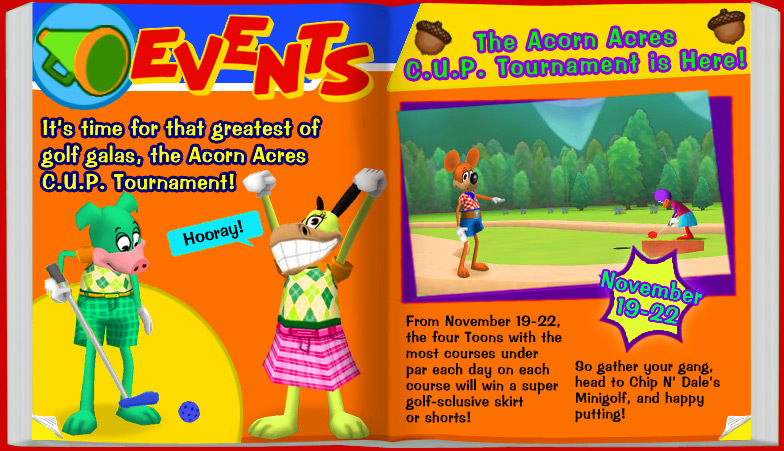 EVENTS
It's time for that greatest of
golf galas, the Acorn Acres
C.U.P. Tournament!
Hooray!
The Acorn Acres
C.U.P. Tournament is Here!
November
19-22
From November 19-22,
the four Toons with the
most courses under
par each day on each
course will win a super
golf-sclusive skirt
or shorts!
So gather your gang,
head to Chip N' Dale's
Minigolf, and happy
putting!